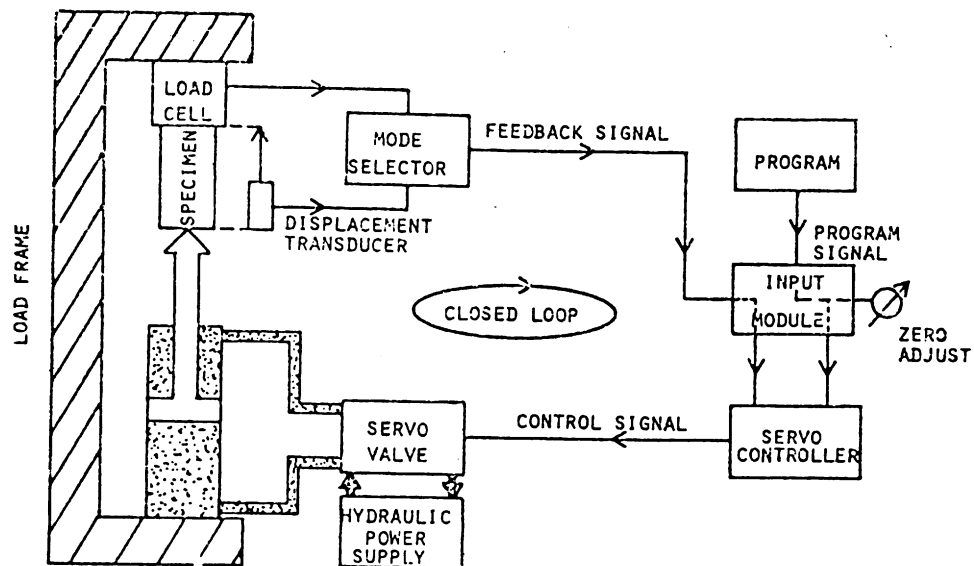 LOAD FRAME
LOAD
CELL
SPECIMEN
DISPLACEMENT
TRANSDUCER
MODE
SELECTOR
FEEDBACK SIGNAL
PROGRAM
PROGRAM
SIGNAL
INPUT
MODULE
ZERO
ADJUST
CLOSED LOOP
SERVO
VALVE
CONTROL SIGNAL
SERVO
CONTROLLER
HYDRAULIC
POWER
SUPPLY